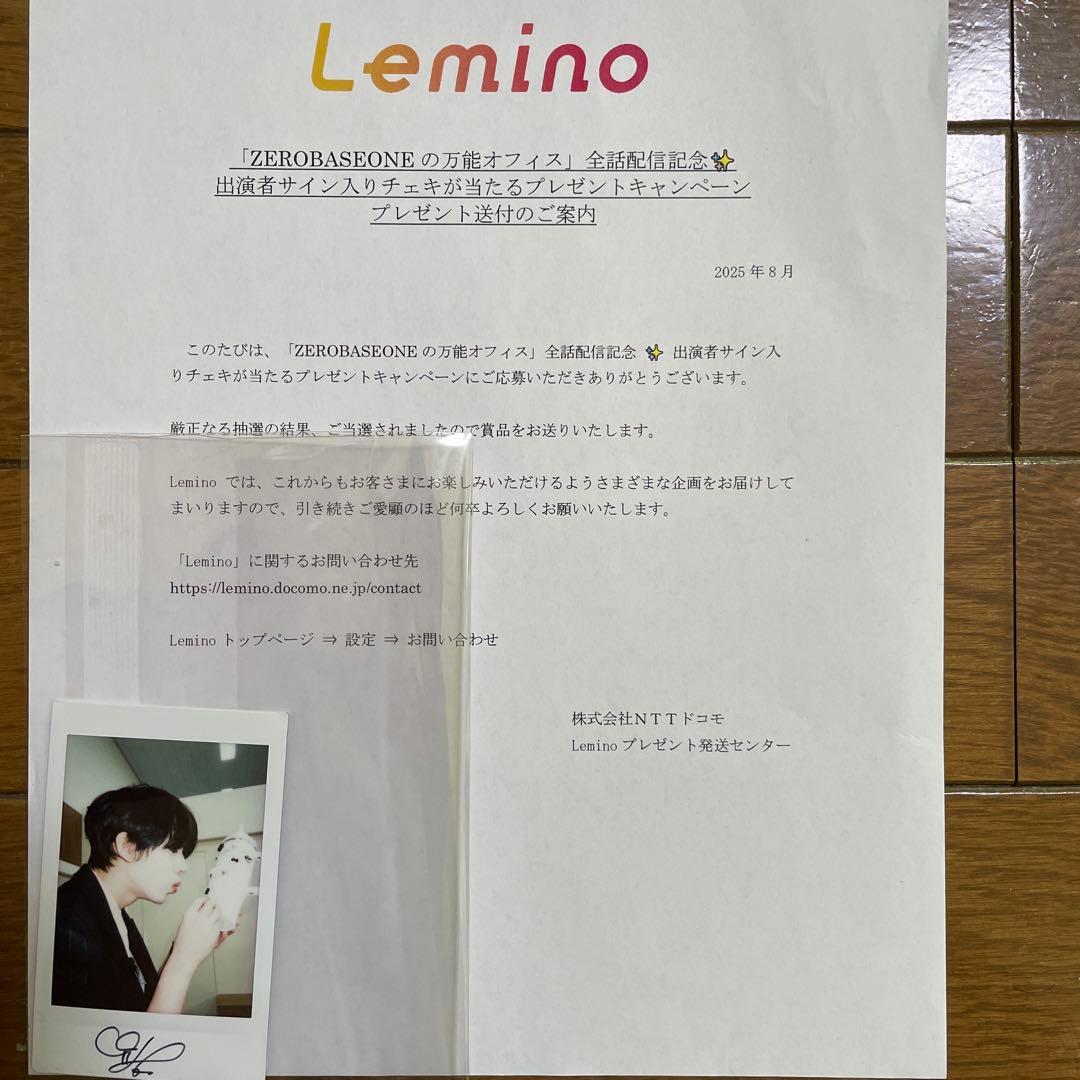 Lemino
「ZEROBASEONE の万能オフィス」全話配信記念✨
出演者サイン入りチェキが当たるプレゼントキャンペーン
プレゼント送付のご案内
2025 年 8 月
このたびは、「ZEROBASEONE の万能オフィス」全話配信記念 ✨ 出演者サイン入
りチェキが当たるプレゼントキャンペーンにご応募いただきありがとうございます。
厳正なる抽選の結果、ご当選されましたので賞品をお送りいたします。
Lemino では、これからもお客さまにお楽しみいただけるようさまざまな企画をお届けして
まいりますので、引き続きご愛顧のほど何卒よろしくお願いいたします。
「Lemino」に関するお問い合わせ先
https://lemino.docomo.ne.jp/contact
Lemino トップページ ⇒ 設定 ⇒ お問い合わせ
株式会社ＮＴＴドコモ
Lemino プレゼント発送センター